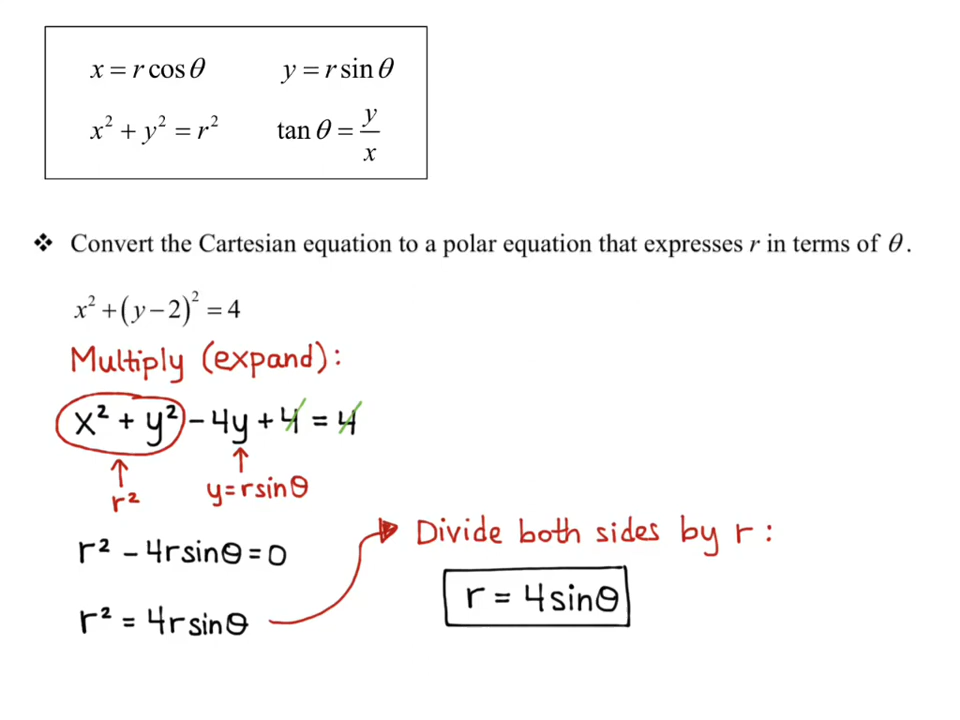 x = r cos θ    y = r sin θ
x² + y² = r²    tan θ = y/x
❖ Convert the Cartesian equation to a polar equation that expresses r in terms of θ.
x² + (y − 2)² = 4
Multiply (expand):
x² + y² − 4y + 4 = 4
↑ ↑
r² y = r sin θ
r² − 4r sin θ = 0
r² = 4r sin θ
Divide both sides by r:
r = 4 sin θ